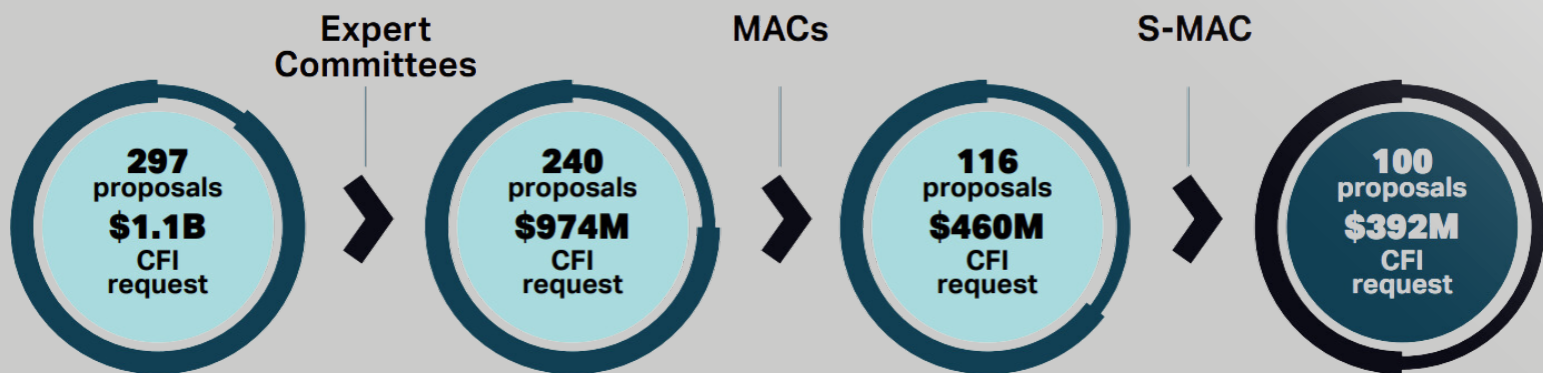 Expert
Committees
MACs
S-MAC
297
proposals
$1.1B
CFI
request
240
proposals
$974M
CFI
request
116
proposals
$460M
CFI
request
100
proposals
$392M
CFI
request